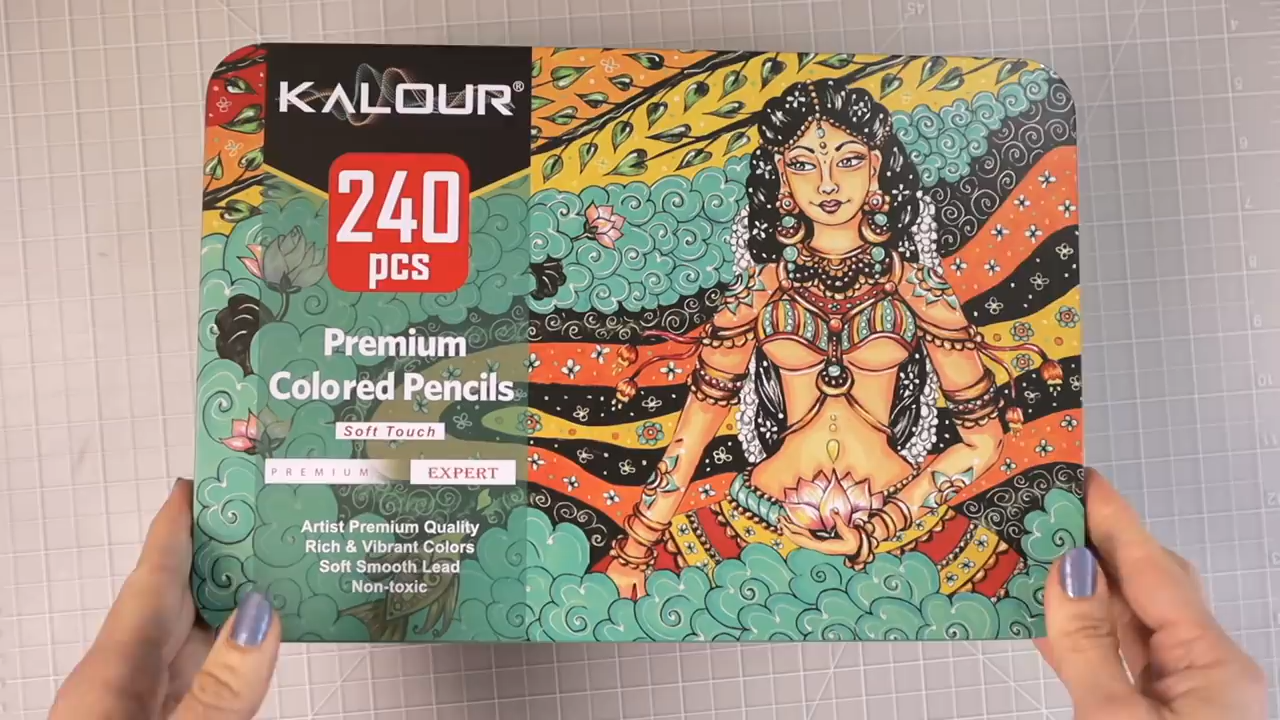 KALOUR®
240
pcs
Premium
Colored Pencils
Soft Touch
PREMIUM EXPERT
Artist Premium Quality
Rich & Vibrant Colors
Soft Smooth Lead
Non-toxic